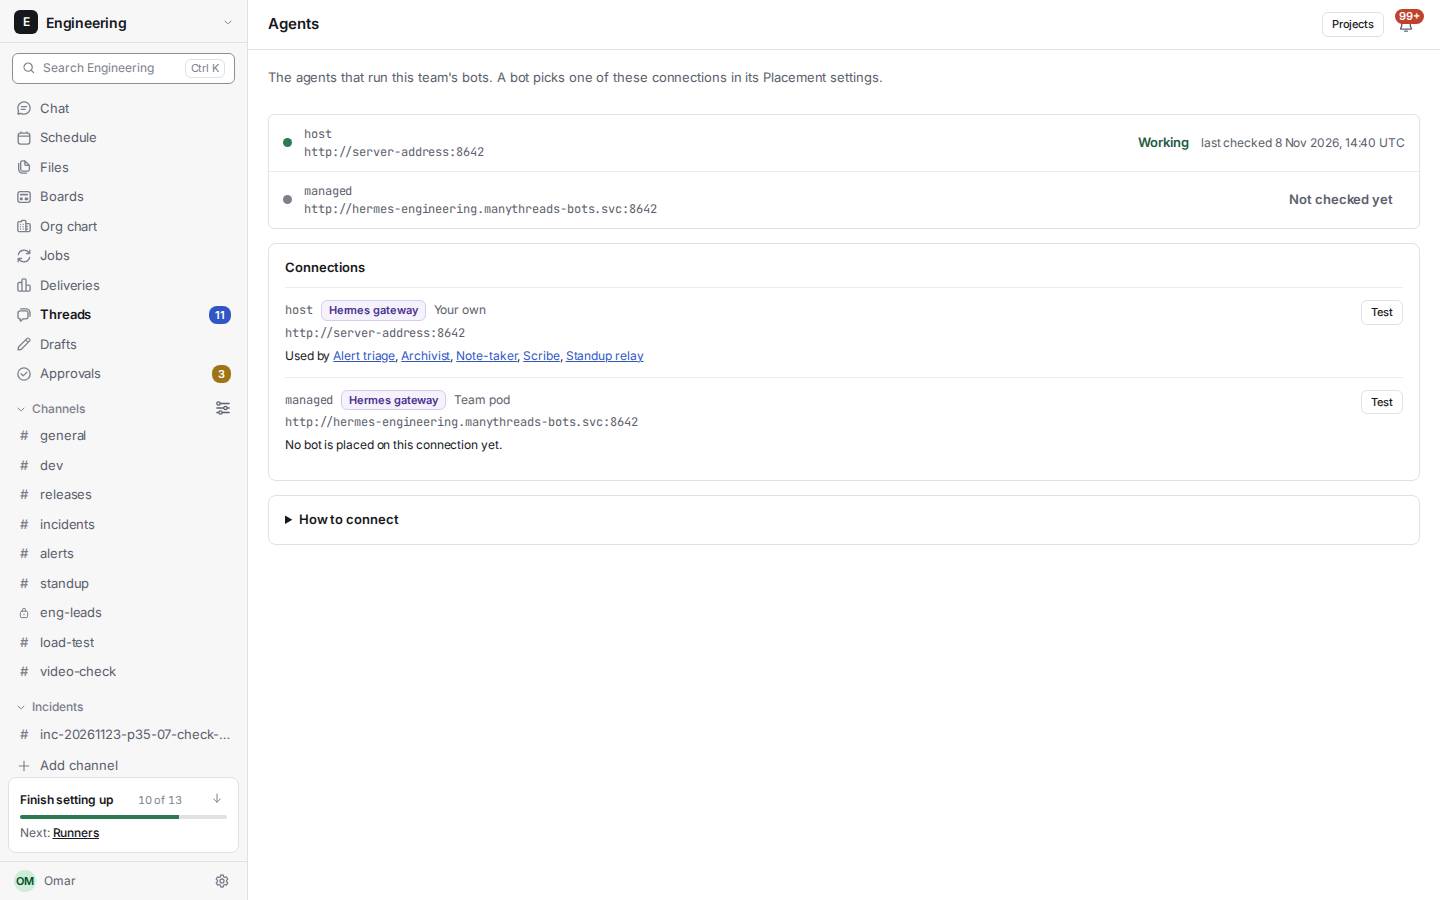 E Engineering
Search Engineering Ctrl K
Chat
Schedule
Files
Boards
Org chart
Jobs
Deliveries
Threads 11
Drafts
Approvals 3
Channels
# general
# dev
# releases
# incidents
# alerts
# standup
eng-leads
# load-test
# video-check
Incidents
# inc-20261123-p35-07-check-...
+ Add channel
Finish setting up 10 of 13 ↓
Next: Runners
OM Omar
Agents Projects 99+
The agents that run this team's bots. A bot picks one of these connections in its Placement settings.
host
http://server-address:8642
Working last checked 8 Nov 2026, 14:40 UTC
managed
http://hermes-engineering.manythreads-bots.svc:8642
Not checked yet
Connections
host Hermes gateway Your own Test
http://server-address:8642
Used by Alert triage, Archivist, Note-taker, Scribe, Standup relay
managed Hermes gateway Team pod Test
http://hermes-engineering.manythreads-bots.svc:8642
No bot is placed on this connection yet.
▶ How to connect